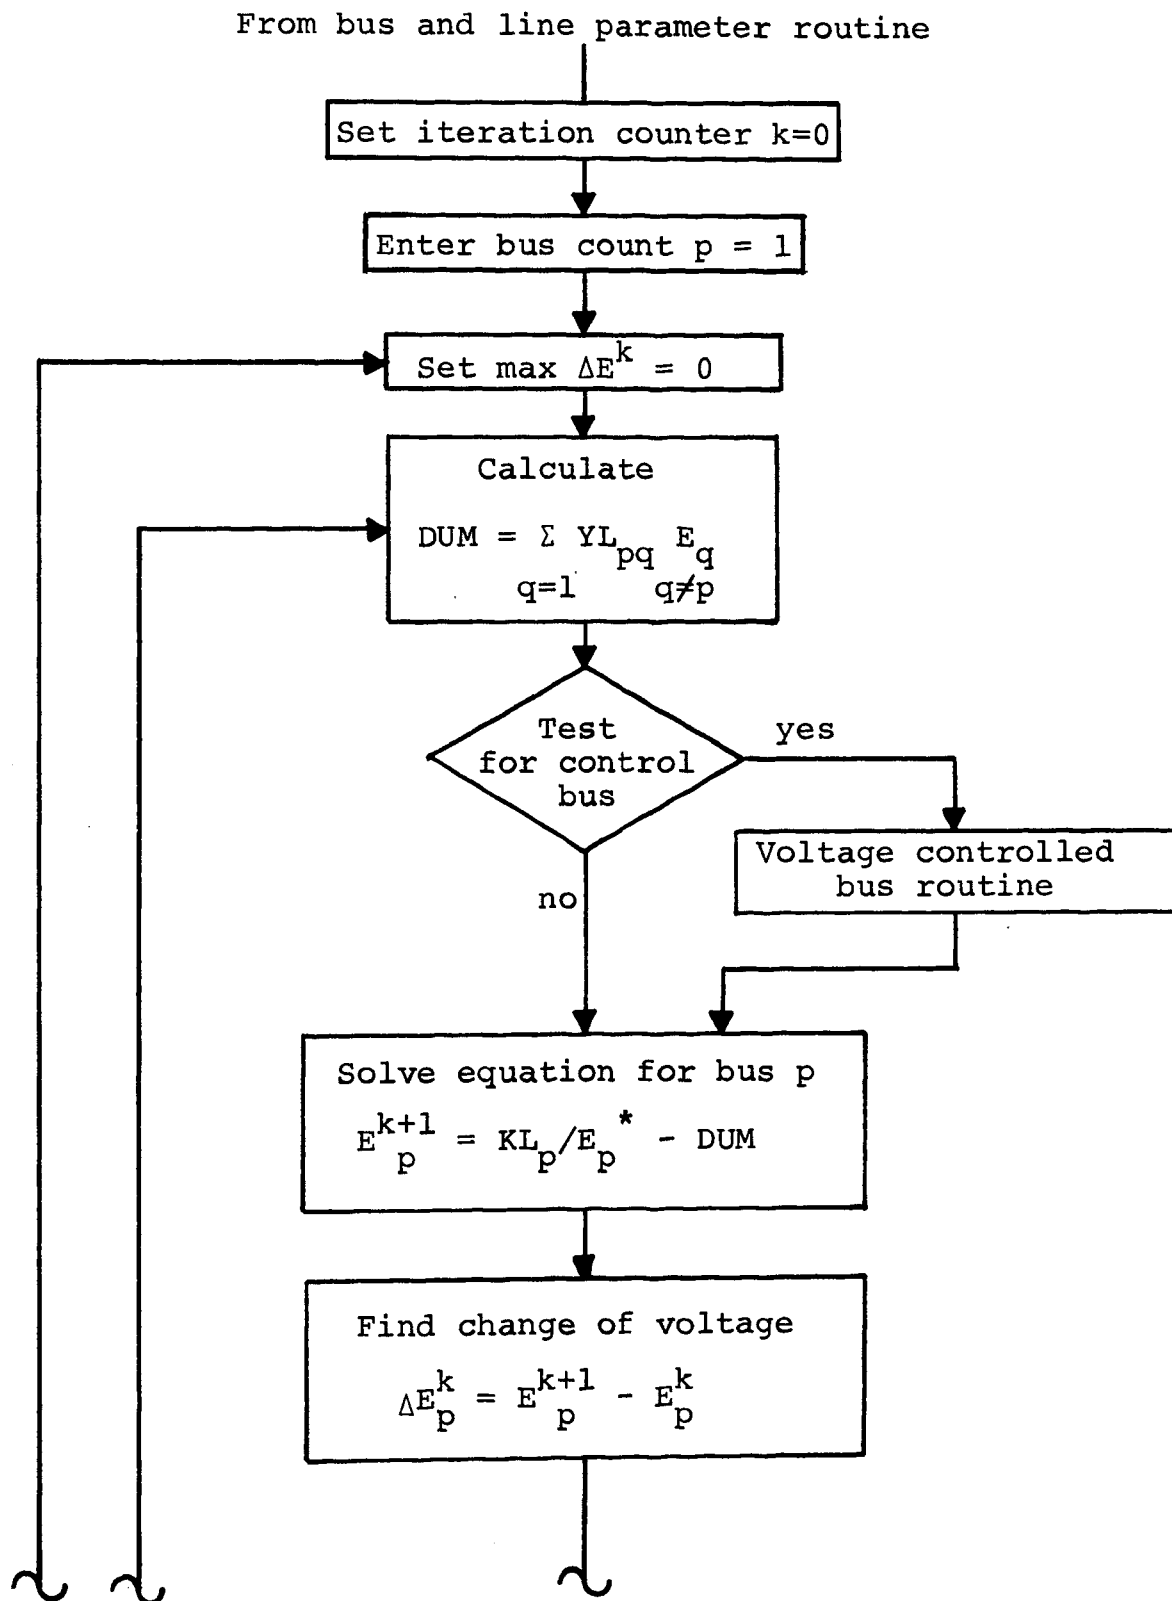 From bus and line parameter routine
Set iteration counter k=0
Enter bus count p = 1
Set max ΔE^k = 0
Calculate
DUM = Σ YL_pq E_q
q=1 q≠p
Test
for control
bus
yes
Voltage controlled
bus routine
no
Solve equation for bus p
E_p^k+1 = KL_p/E_p* - DUM
Find change of voltage
ΔE_p^k = E_p^k+1 - E_p^k